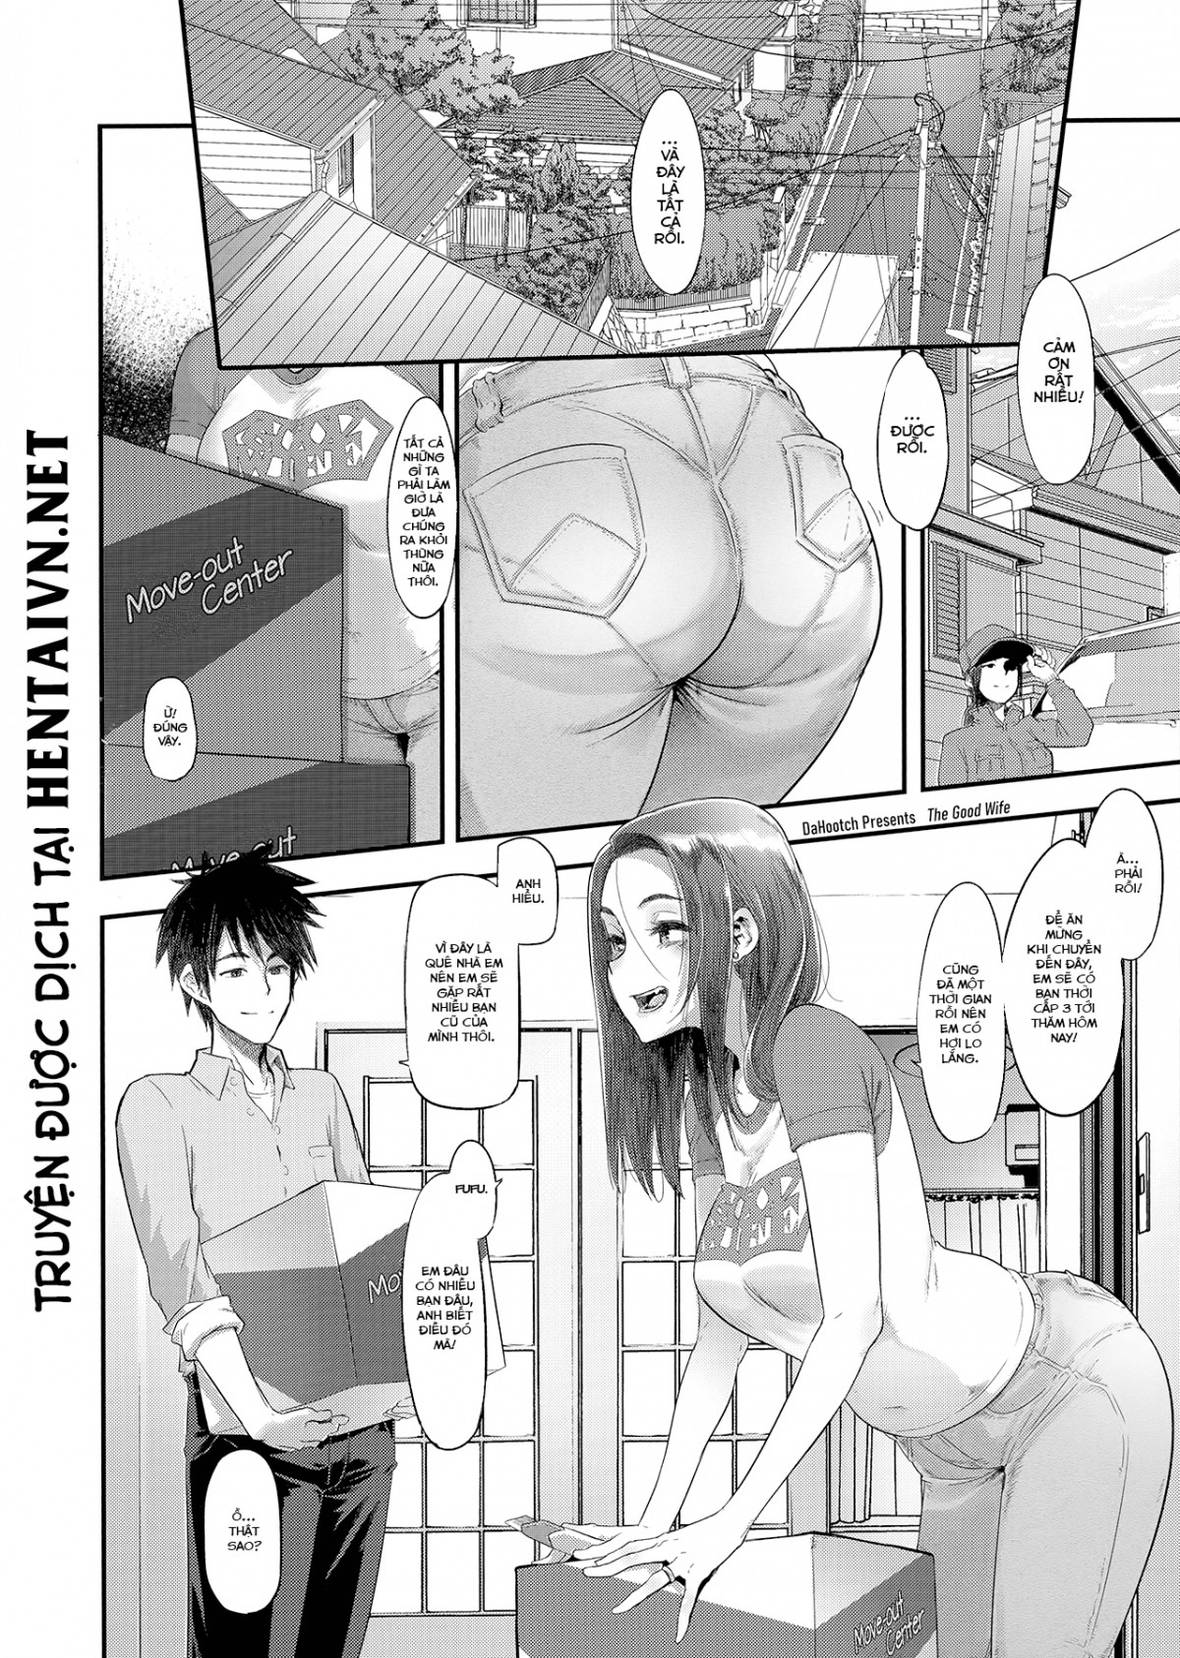 ...
VÀ
ĐÂY
LÀ
TẤT
CẢ
RỒI.
CẢM
ƠN
RẤT
NHIỀU!
...
ĐƯỢC
RỒI.
TẤT CẢ
NHỮNG
GÌ TA
PHẢI LÀM
GIỜ LÀ
ĐƯA
CHÚNG
RA KHỎI
THÙNG
NỮA
THÔI.
Move-out
Center
Ừ!
ĐÚNG
VẬY.
Move-out
DaHootch Presents The Good Wife
À...
PHẢI
RỒI!
ĐỂ ĂN
MỪNG
KHI CHUYỂN
ĐẾN ĐÂY,
EM SẼ CÓ
BẠN THỜI
CẤP 3 TỚI
THĂM HÔM
NAY!
CŨNG
ĐÃ MỘT
THỜI GIAN
RỒI NÊN
EM CÓ
HƠI LO
LẮNG.
ANH
HIỂU.
VÌ ĐÂY LÀ
QUÊ NHÀ EM
NÊN EM SẼ
GẶP RẤT
NHIỀU BẠN
CŨ CỦA
MÌNH THÔI.
FUFU.
EM ĐÂU
CÓ NHIỀU
BẠN ĐÂU,
ANH BIẾT
ĐIỀU ĐÓ
MÀ!
Mov
Ồ...
THẬT
SAO?
Move-out
Center
TRUYỆN ĐƯỢC DỊCH TẠI HENTAIVN.NET